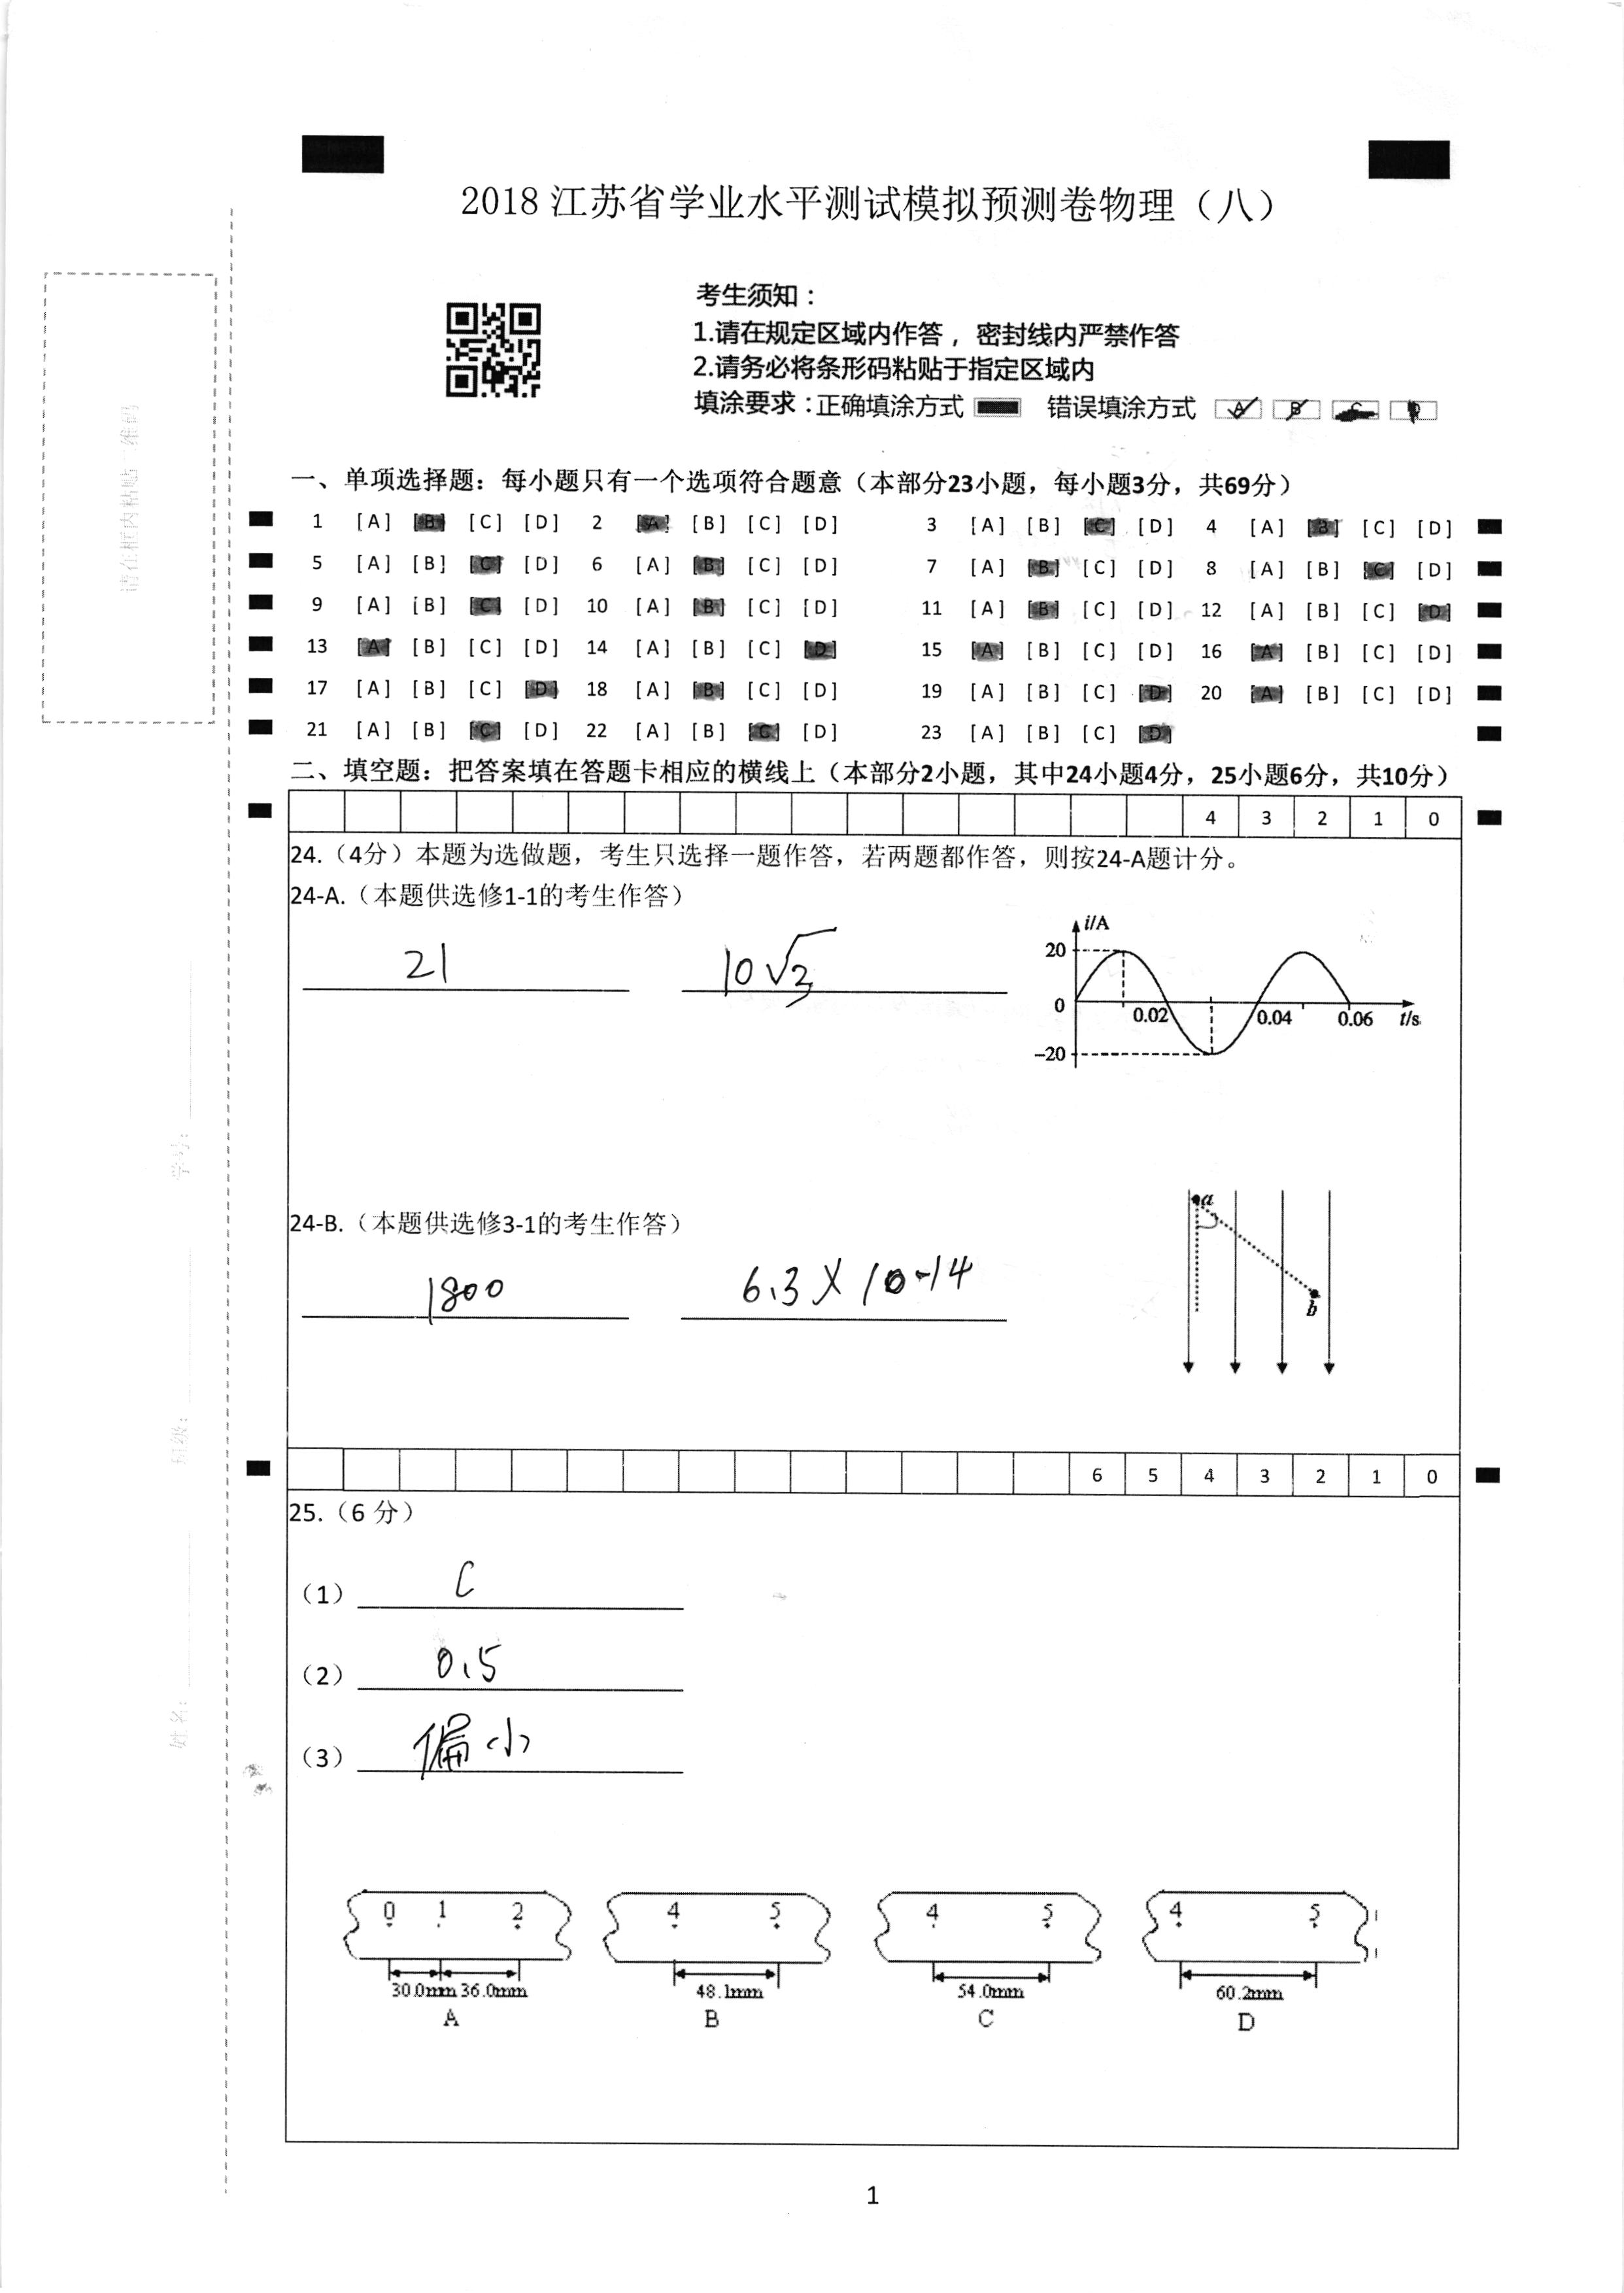 2018 江苏省学业水平测试模拟预测卷物理（八）
考生须知：
1.请在规定区域内作答，密封线内严禁作答
2.请务必将条形码粘贴于指定区域内
填涂要求：正确填涂方式 错误填涂方式 A B C D
请在框内粘贴二维码
学号：
班级：
姓名：
一、单项选择题：每小题只有一个选项符合题意（本部分23小题，每小题3分，共69分）
1 [A] [B] [C] [D] 2 [A] [B] [C] [D] 3 [A] [B] [C] [D] 4 [A] [B] [C] [D]
5 [A] [B] [C] [D] 6 [A] [B] [C] [D] 7 [A] [B] [C] [D] 8 [A] [B] [C] [D]
9 [A] [B] [C] [D] 10 [A] [B] [C] [D] 11 [A] [B] [C] [D] 12 [A] [B] [C] [D]
13 [A] [B] [C] [D] 14 [A] [B] [C] [D] 15 [A] [B] [C] [D] 16 [A] [B] [C] [D]
17 [A] [B] [C] [D] 18 [A] [B] [C] [D] 19 [A] [B] [C] [D] 20 [A] [B] [C] [D]
21 [A] [B] [C] [D] 22 [A] [B] [C] [D] 23 [A] [B] [C] [D]
二、填空题：把答案填在答题卡相应的横线上（本部分2小题，其中24小题4分，25小题6分，共10分）
4 3 2 1 0
24.（4分）本题为选做题，考生只选择一题作答，若两题都作答，则按24-A题计分。
24-A.（本题供选修1-1的考生作答）
21 10√2
i/A
20
0 0.02 0.04 0.06 t/s
-20
24-B.（本题供选修3-1的考生作答）
1800 6.3×10-14
a
b
6 5 4 3 2 1 0
25.（6 分）
（1） C
（2） 0.5
（3） 偏小
0 1 2 4 5 4 5 4 5
30.0mm 36.0mm 48.1mm 54.0mm 60.2mm
A B C D
1